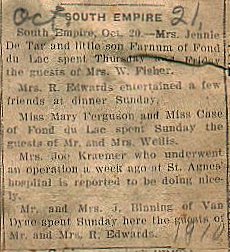 Oct 21,
SOUTH EMPIRE
South Empire, Oct. 20.—Mrs. Jennie
De Tar and little son Farnum of Fond
du Lac spent Thursday and Friday
the guests of Mrs. W. Fisher.
Mrs. R. Edwards entertained a few
friends at dinner Sunday.
Miss Mary Ferguson and Miss Case
of Fond du Lac spent Sunday the
guests of Mr. and Mrs. Weilis.
Mrs. Joe Kraemer who underwent
an operation a week ago at St. Agnes'
hospital is reported to be doing nice-
ly.
Mr. and Mrs. J. Binning of Van
Dyne spent Sunday here the guests of
Mr. and Mrs. R. Edwards.